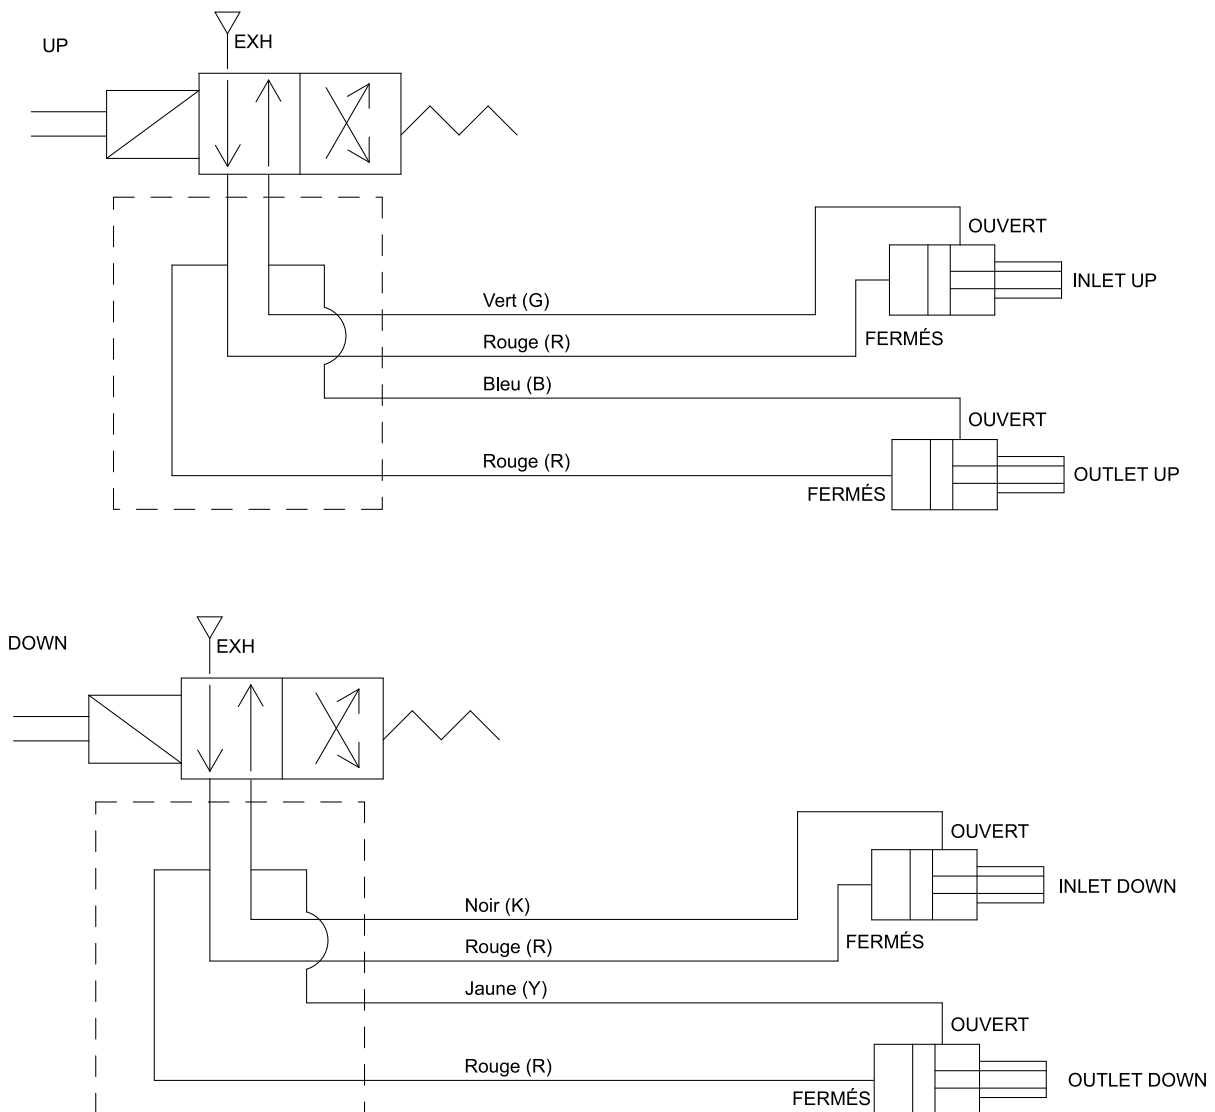 UP
EXH
OUVERT
INLET UP
Vert (G)
FERMÉS
Rouge (R)
Bleu (B)
OUVERT
Rouge (R)
OUTLET UP
FERMÉS
DOWN
EXH
OUVERT
INLET DOWN
Noir (K)
FERMÉS
Rouge (R)
Jaune (Y)
OUVERT
Rouge (R)
OUTLET DOWN
FERMÉS